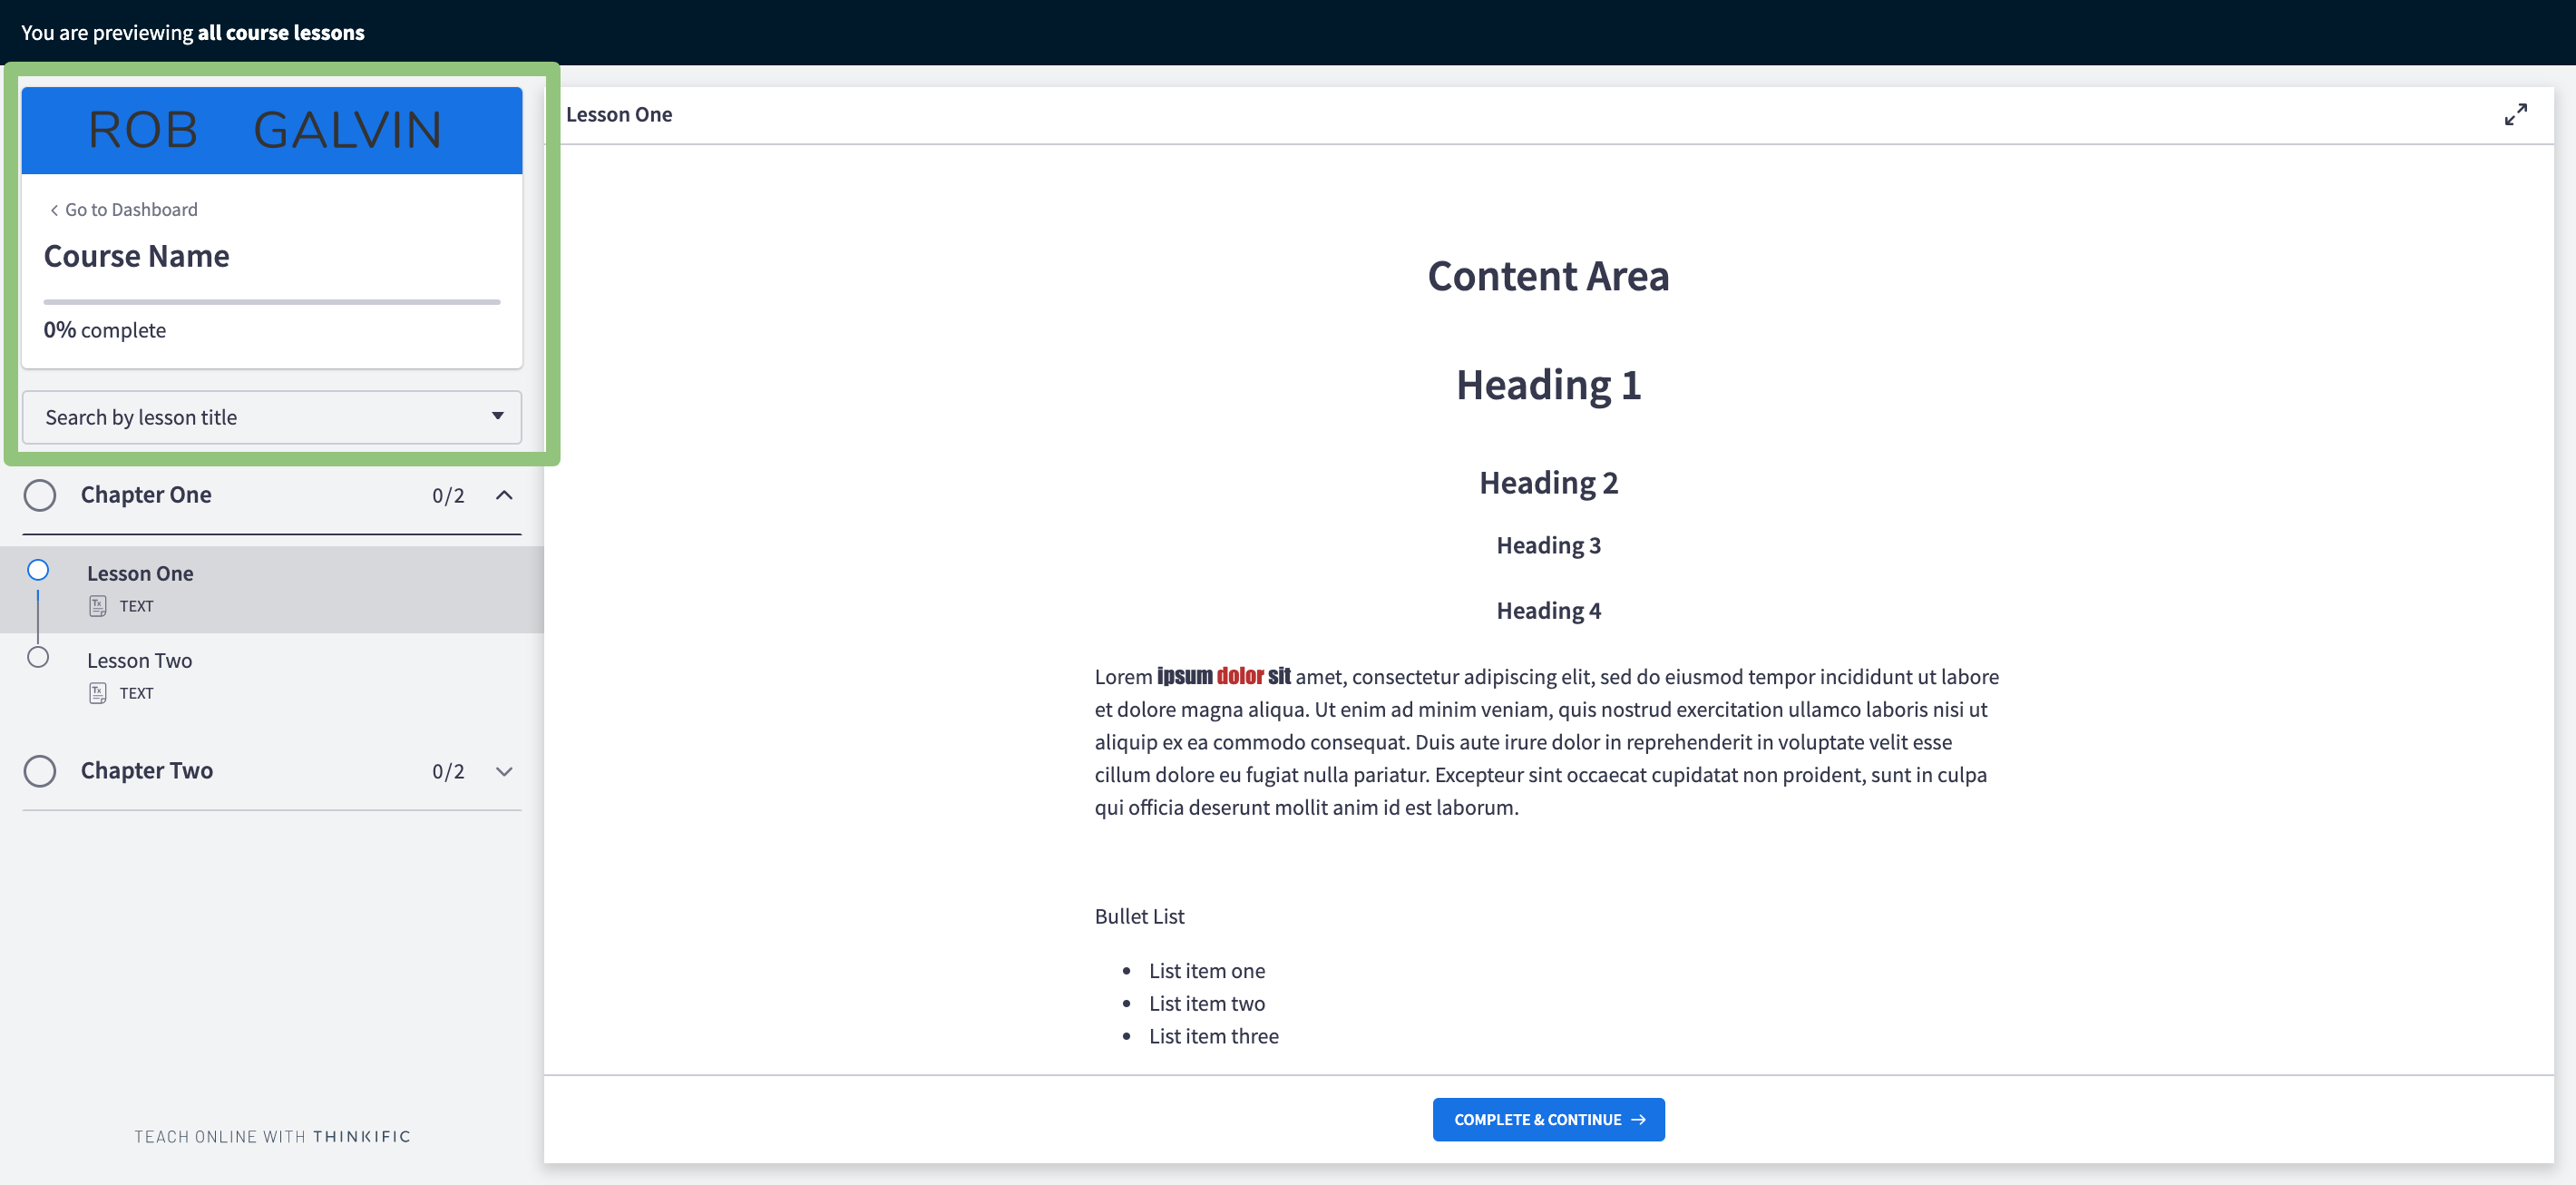 You are previewing all course lessons
ROB GALVIN
Go to Dashboard
Course Name
0% complete
Search by lesson title
Chapter One 0/2
Lesson One
TEXT
Lesson Two
TEXT
Chapter Two 0/2
TEACH ONLINE WITH THINKIFIC
Lesson One
Content Area
Heading 1
Heading 2
Heading 3
Heading 4
Lorem ipsum dolor sit amet, consectetur adipiscing elit, sed do eiusmod tempor incididunt ut labore
et dolore magna aliqua. Ut enim ad minim veniam, quis nostrud exercitation ullamco laboris nisi ut
aliquip ex ea commodo consequat. Duis aute irure dolor in reprehenderit in voluptate velit esse
cillum dolore eu fugiat nulla pariatur. Excepteur sint occaecat cupidatat non proident, sunt in culpa
qui officia deserunt mollit anim id est laborum.
Bullet List
• List item one
• List item two
• List item three
COMPLETE & CONTINUE →